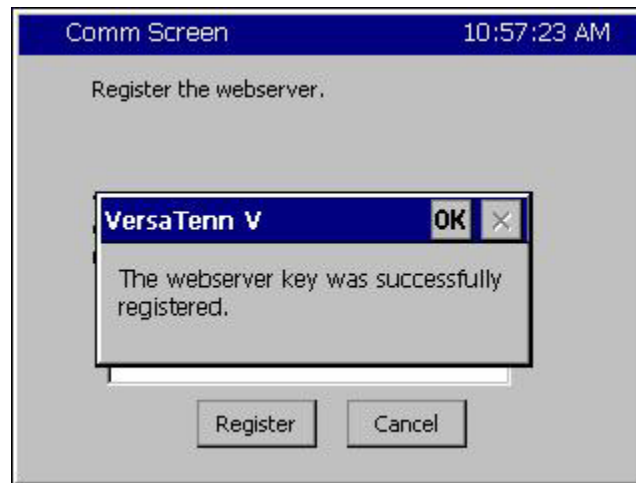 Comm Screen 10:57:23 AM
Register the webserver.
VersaTenn V OK
The webserver key was successfully
registered.
Register Cancel